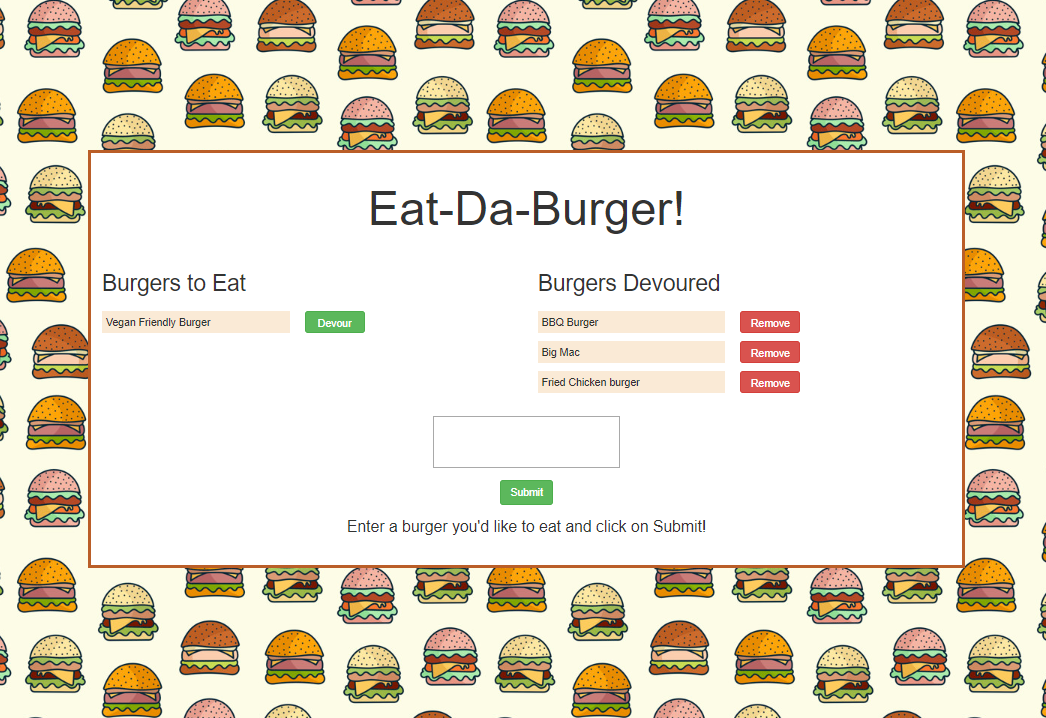 Eat-Da-Burger!
Burgers to Eat
Vegan Friendly Burger
Devour
Burgers Devoured
BBQ Burger
Remove
Big Mac
Remove
Fried Chicken burger
Remove
Submit
Enter a burger you'd like to eat and click on Submit!